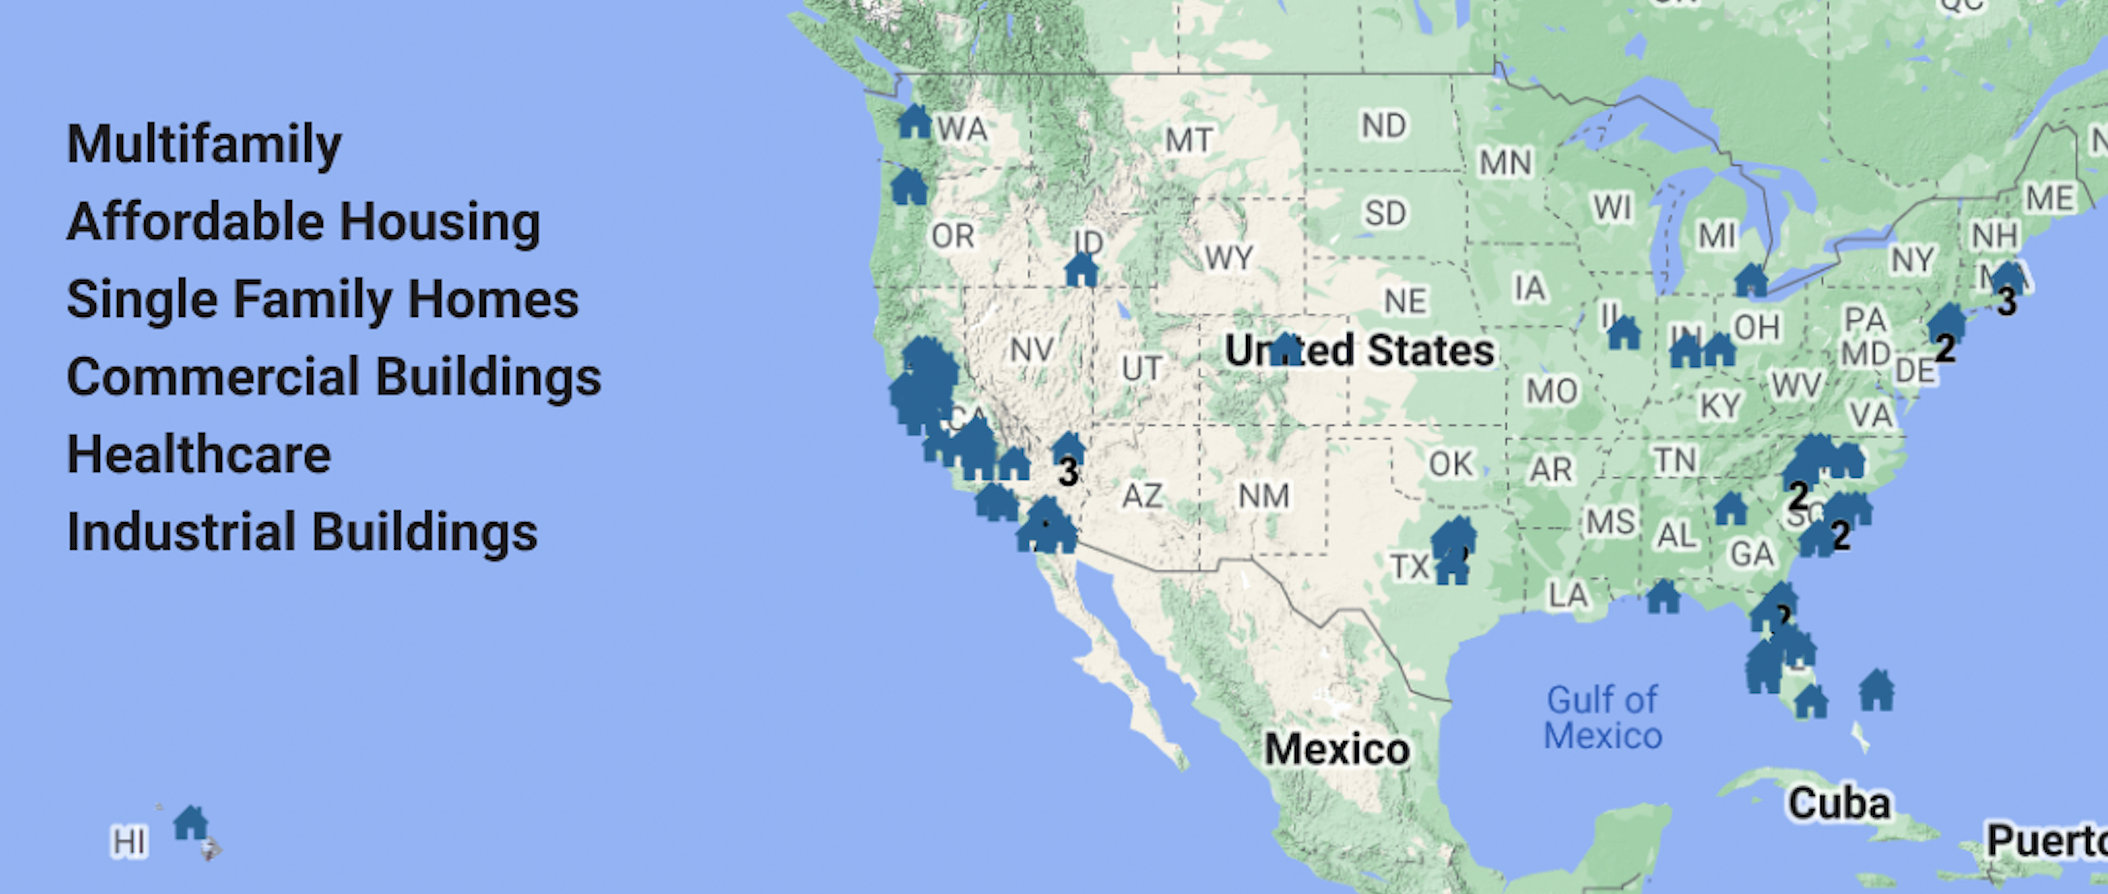 Multifamily
Affordable Housing
Single Family Homes
Commercial Buildings
Healthcare
Industrial Buildings
QC
WA
MT
ND
MN
OR
ID
WY
SD
WI
MI
NY
NH
ME
MA
3
NE
IA
IL
IN
OH
PA
2
NV
UT
United States
MD
DE
CA
MO
KY
WV
VA
3
AZ
NM
OK
AR
TN
2
SC
2
TX
MS
AL
GA
LA
2
Gulf of
Mexico
Mexico
Cuba
HI